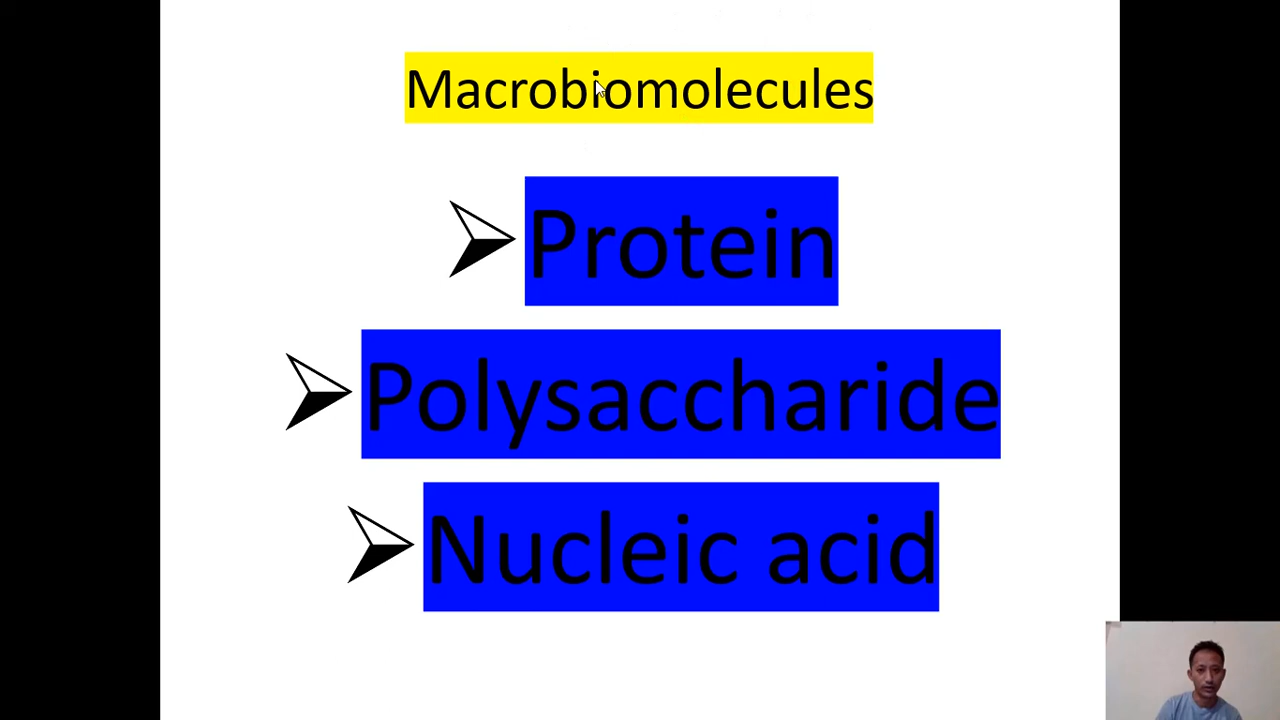 Macrobiomolecules
Protein
Polysaccharide
Nucleic acid